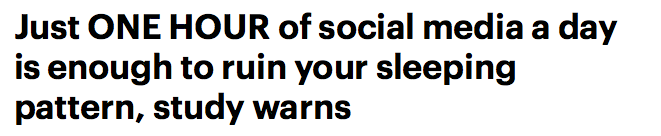 Just ONE HOUR of social media a day
is enough to ruin your sleeping
pattern, study warns